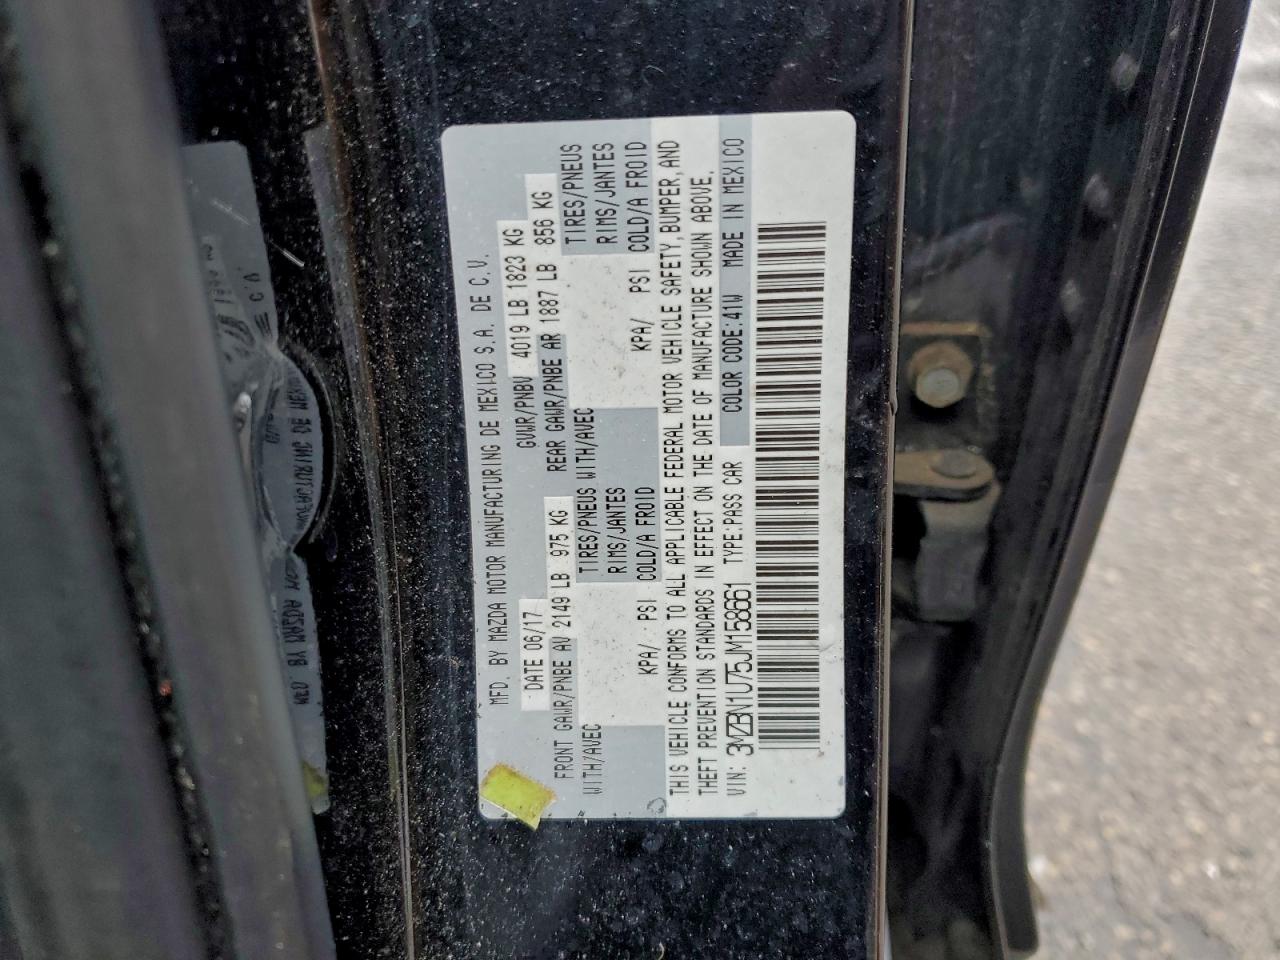 MFD. BY MAZDA MOTOR MANUFACTURING DE MEXICO S.A. DE C.V.
DATE 06/17 GVWR/PNBV 4019 LB 1823 KG
FRONT GAWR/PNBE AV 2149 LB 975 KG REAR GAWR/PNBE AR 1887 LB 856 KG
WITH/AVEC TIRES/PNEUS WITH/AVEC TIRES/PNEUS
RIMS/JANTES RIMS/JANTES
KPA/ PSI COLD/A FROID KPA/ PSI COLD/A FROID
THIS VEHICLE CONFORMS TO ALL APPLICABLE FEDERAL MOTOR VEHICLE SAFETY, BUMPER, AND
THEFT PREVENTION STANDARDS IN EFFECT ON THE DATE OF MANUFACTURE SHOWN ABOVE.
VIN: 3MZBN1U75JM158661 TYPE:PASS CAR COLOR CODE:41W MADE IN MEXICO